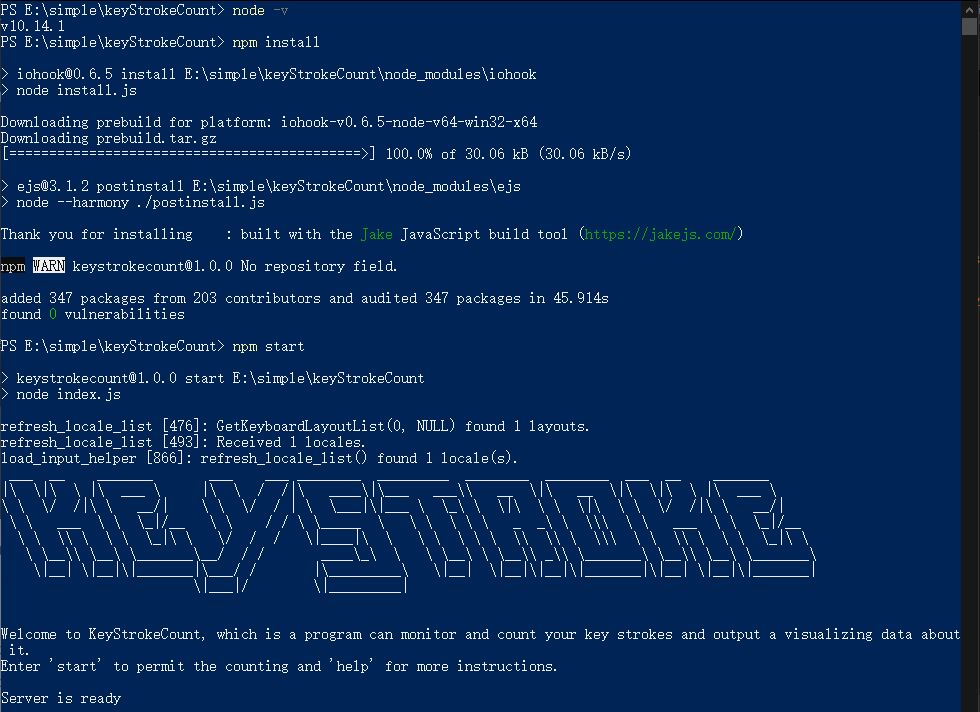 PS E:\simple\keyStrokeCount> node -v
v10.14.1
PS E:\simple\keyStrokeCount> npm install
> iohook@0.6.5 install E:\simple\keyStrokeCount\node_modules\iohook
> node install.js
Downloading prebuild for platform: iohook-v0.6.5-node-v64-win32-x64
Downloading prebuild.tar.gz
[============================================>] 100.0% of 30.06 kB (30.06 kB/s)
> ejs@3.1.2 postinstall E:\simple\keyStrokeCount\node_modules\ejs
> node --harmony ./postinstall.js
Thank you for installing    : built with the Jake JavaScript build tool (https://jakejs.com/)
npm WARN keystrokecount@1.0.0 No repository field.
added 347 packages from 203 contributors and audited 347 packages in 45.914s
found 0 vulnerabilities
PS E:\simple\keyStrokeCount> npm start
> keystrokecount@1.0.0 start E:\simple\keyStrokeCount
> node index.js
refresh_locale_list [476]: GetKeyboardLayoutList(0, NULL) found 1 layouts.
refresh_locale_list [493]: Received 1 locales.
load_input_helper [866]: refresh_locale_list() found 1 locale(s).
KEYSTROKE
Welcome to KeyStrokeCount, which is a program can monitor and count your key strokes and output a visualizing data about
it.
Enter 'start' to permit the counting and 'help' for more instructions.
Server is ready